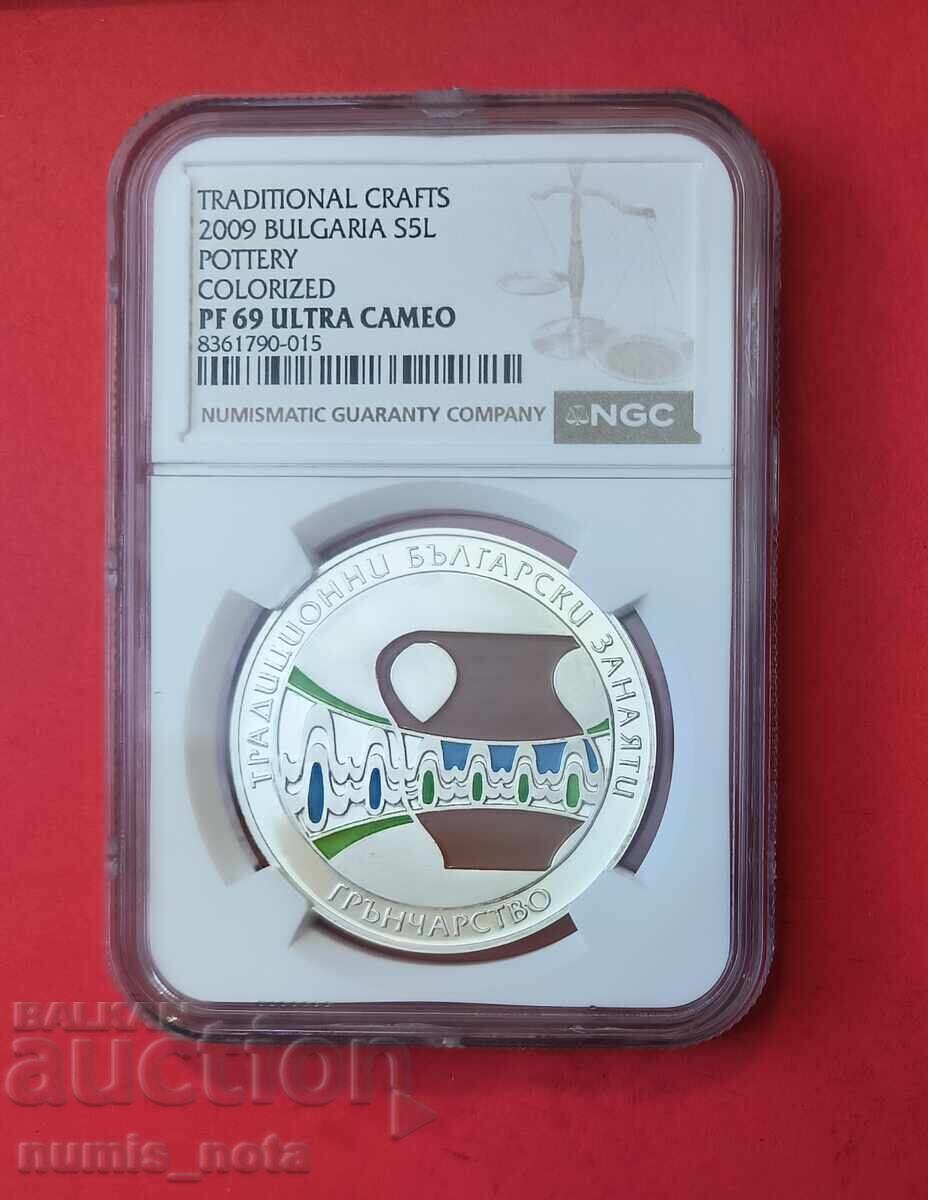 TRADITIONAL CRAFTS
2009 BULGARIA S5L
POTTERY
COLORIZED
PF 69 ULTRA CAMEO
8361790-015
NUMISMATIC GUARANTY COMPANY
NGC
ТРАДИЦИОННИ БЪЛГАРСКИ ЗАНАЯТИ
ГРЪНЧАРСТВО
BALKAN
auction
numis_nota